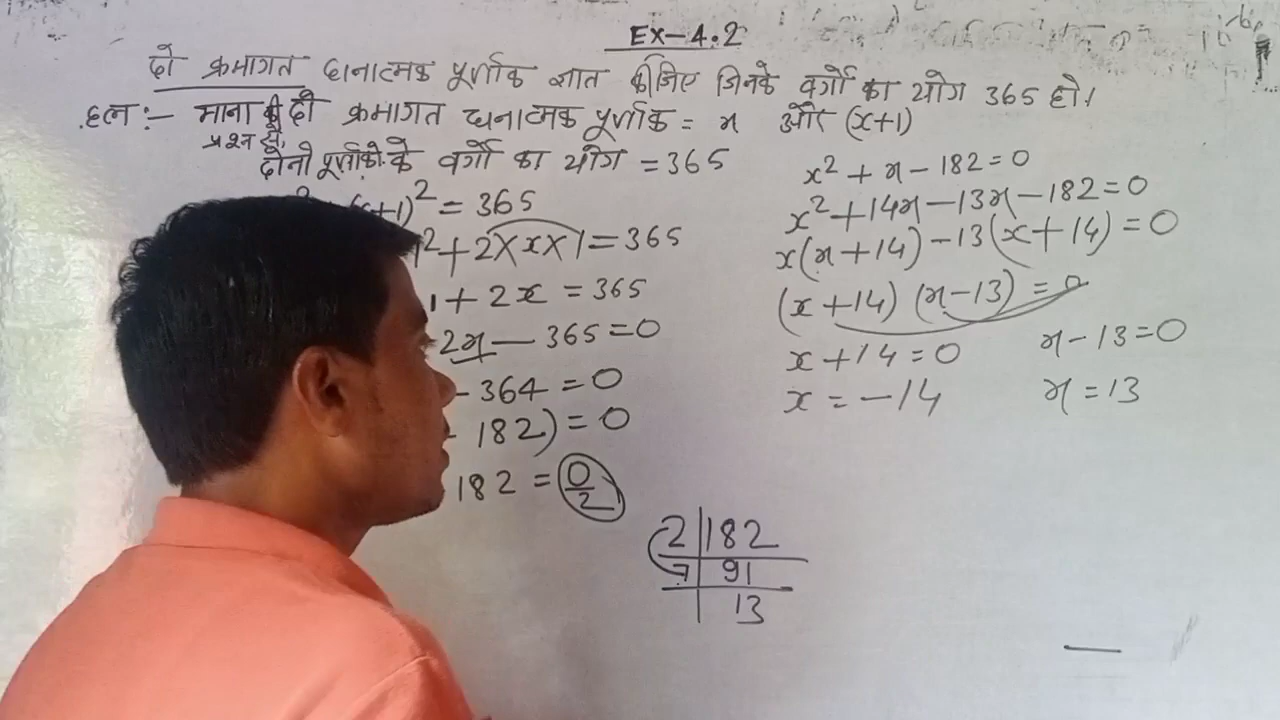 EX-4.2
दो क्रमागत धनात्मक पूर्णांक ज्ञात कीजिए जिनके वर्गों का योग 365 हो।
हल :- माना की दो क्रमागत धनात्मक पूर्णांक = x और (x+1)
प्रश्न से,
दोनो पूर्णांको के वर्गों का योग = 365
+1)² = 365
² + 2×x×1 = 365
1 + 2x = 365
2x - 365 = 0
- 364 = 0
182) = 0
182 = 0/2
x² + x - 182 = 0
x² + 14x - 13x - 182 = 0
x(x + 14) - 13(x + 14) = 0
(x + 14) (x - 13) = 0
x + 14 = 0 x - 13 = 0
x = -14 x = 13
2 | 182
7 | 91
| 13